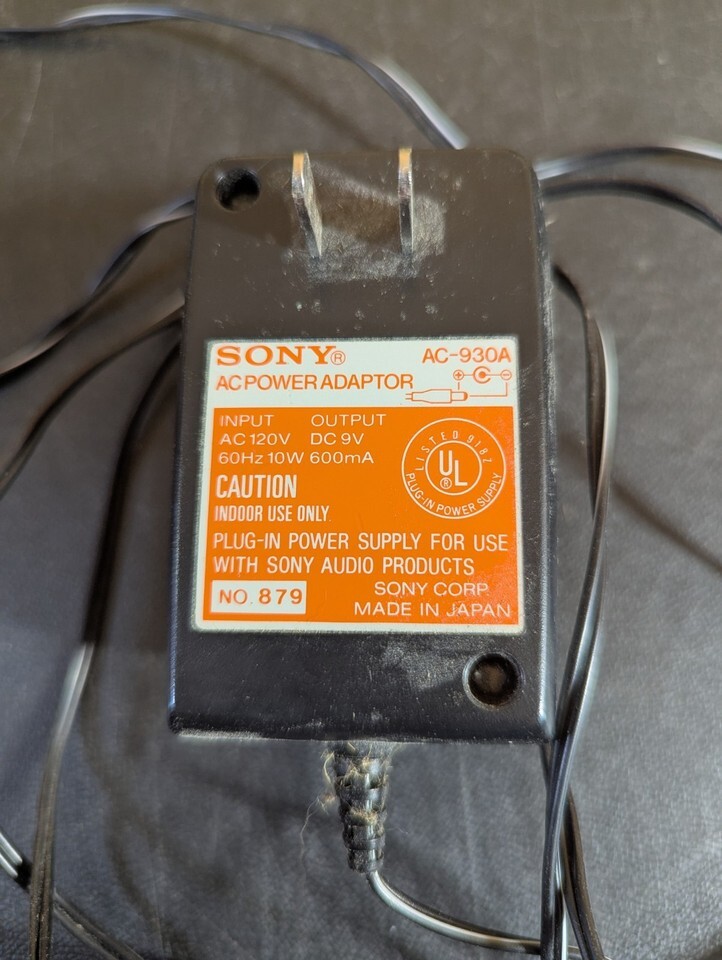 SONY® AC-930A
AC POWER ADAPTOR
INPUT OUTPUT
AC 120V DC 9V
60Hz 10W 600mA
LISTED 9182
UL®
PLUG-IN POWER SUPPLY
CAUTION
INDOOR USE ONLY.
PLUG-IN POWER SUPPLY FOR USE
WITH SONY AUDIO PRODUCTS
NO. 879 SONY CORP.
MADE IN JAPAN